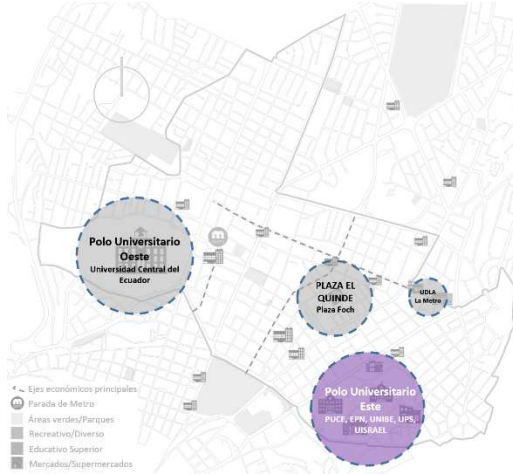 Polo Universitario
Oeste
Universidad Central del
Ecuador
PLAZA EL
QUINDE
Plaza Foch
UDLA
La Metro
Polo Universitario
Este
PUCE, EPN, UNIBE, UPS,
UISRAEL
Ejes económicos principales
Parada de Metro
Áreas verdes/Parques
Recreativo/Diverso
Educativo Superior
Mercados/Supermercados